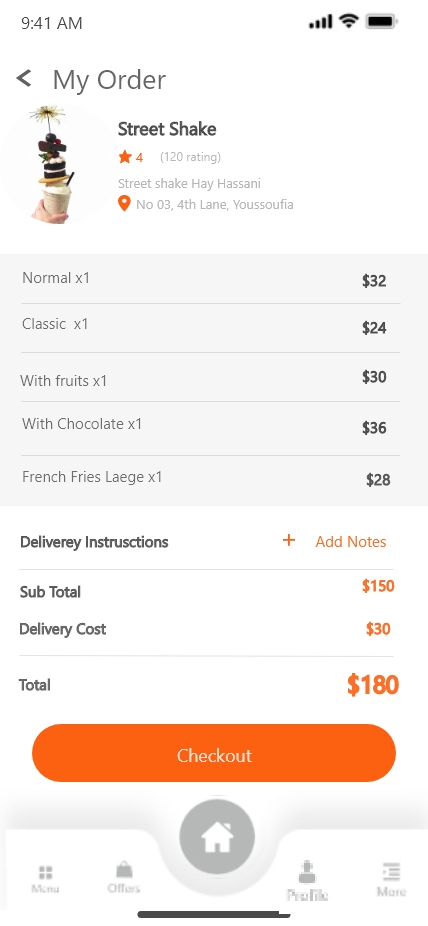 9:41 AM
My Order
Street Shake
4 (120 rating)
Street shake Hay Hassani
No 03, 4th Lane, Youssoufia
Normal x1 $32
Classic x1 $24
With fruits x1 $30
With Chocolate x1 $36
French Fries Laege x1 $28
Deliverey Instrusctions + Add Notes
Sub Total $150
Delivery Cost $30
Total $180
Checkout
Menu Offers Profile More